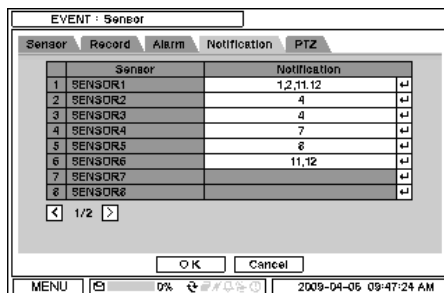 EVENT : Sensor
Sensor Record Alarm Notification PTZ
Sensor Notification
1 SENSOR1 1,2,11.12
2 SENSOR2 4
3 SENSOR3 4
4 SENSOR4 7
5 SENSOR5 8
6 SENSOR6 11,12
7 SENSOR7
8 SENSOR8
< 1/2 >
OK Cancel
MENU 0% 2009-04-06 09:47:24 AM